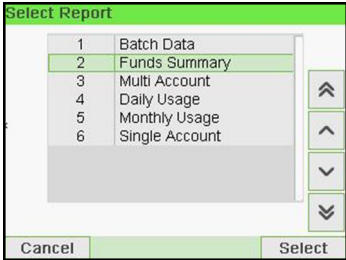 Select Report
1 Batch Data
2 Funds Summary
3 Multi Account
4 Daily Usage
5 Monthly Usage
6 Single Account
Cancel Select